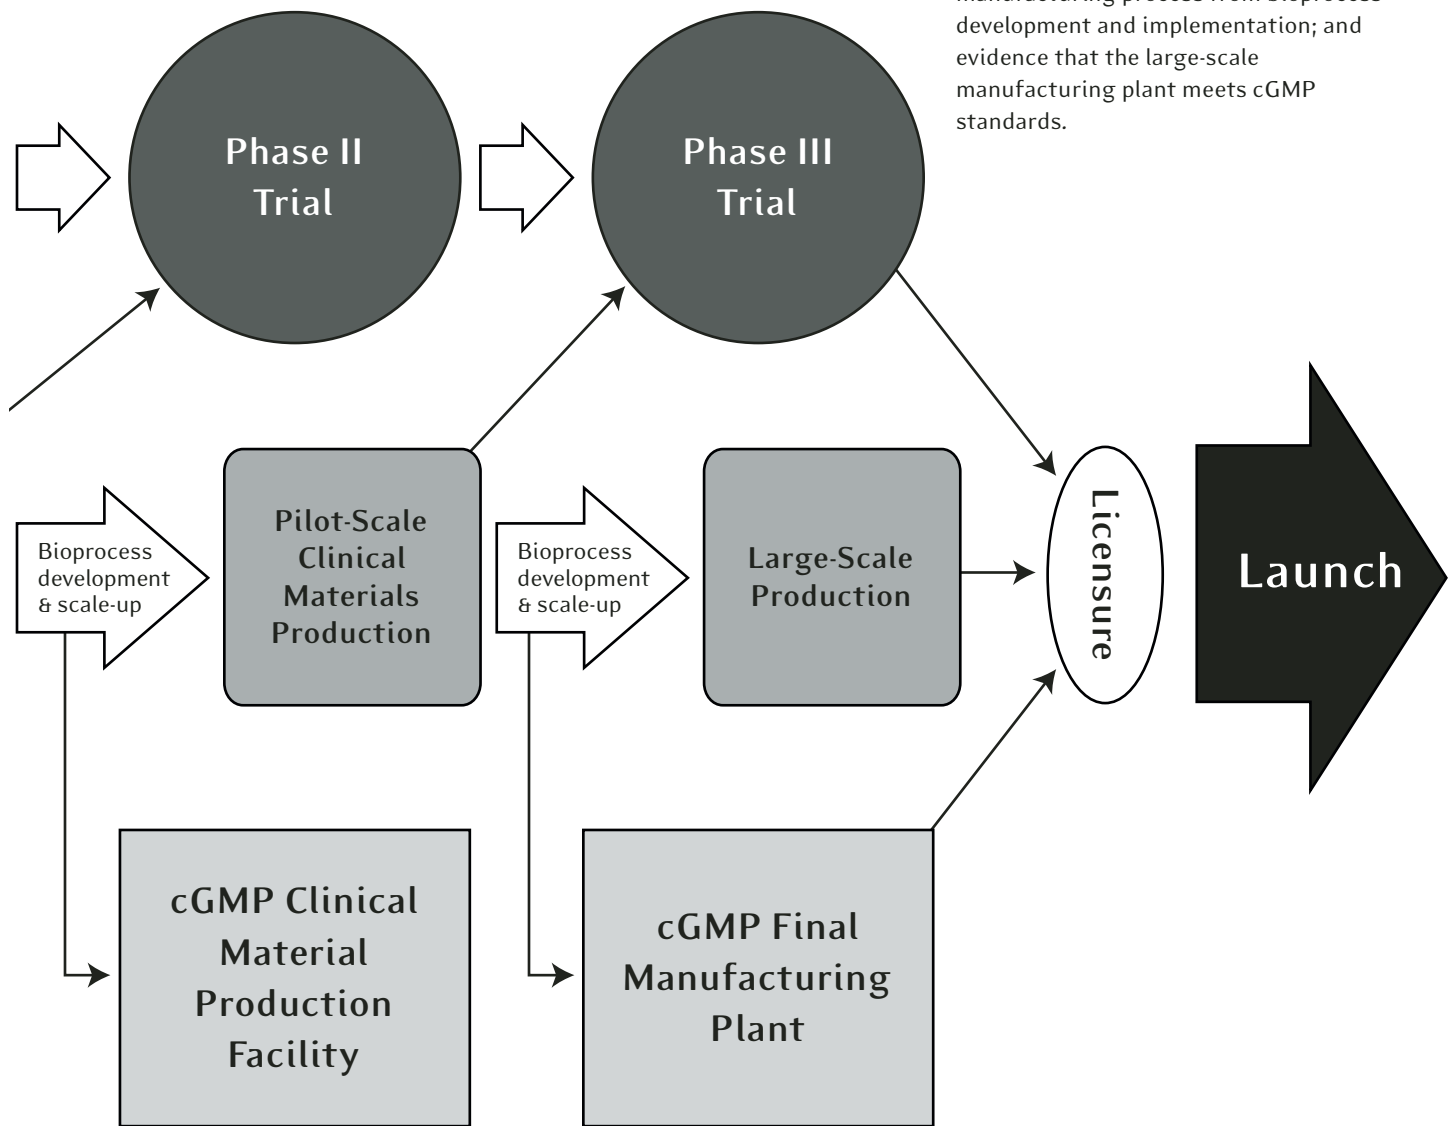 development and implementation; and
evidence that the large-scale
manufacturing plant meets cGMP
standards.
Phase II
Trial
Phase III
Trial
Bioprocess
development
& scale-up
Pilot-Scale
Clinical
Materials
Production
Bioprocess
development
& scale-up
Large-Scale
Production
Licensure
Launch
cGMP Clinical
Material
Production
Facility
cGMP Final
Manufacturing
Plant